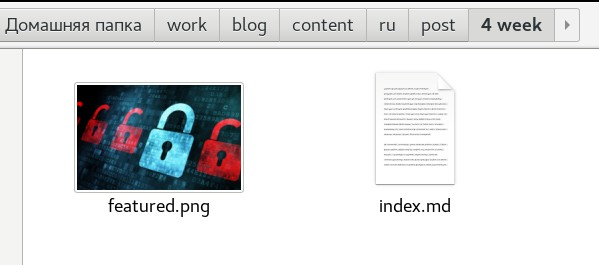 Домашняя папка work blog content ru post 4 week
featured.png index.md